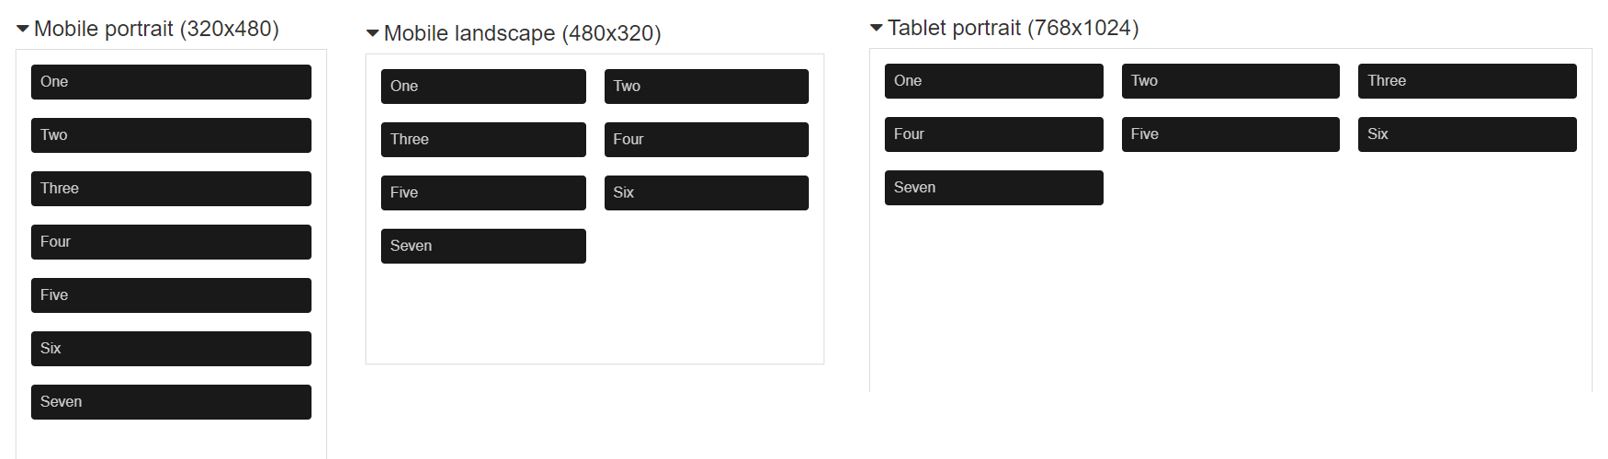 Mobile portrait (320x480)
One
Two
Three
Four
Five
Six
Seven
Mobile landscape (480x320)
One
Two
Three
Four
Five
Six
Seven
Tablet portrait (768x1024)
One
Two
Three
Four
Five
Six
Seven